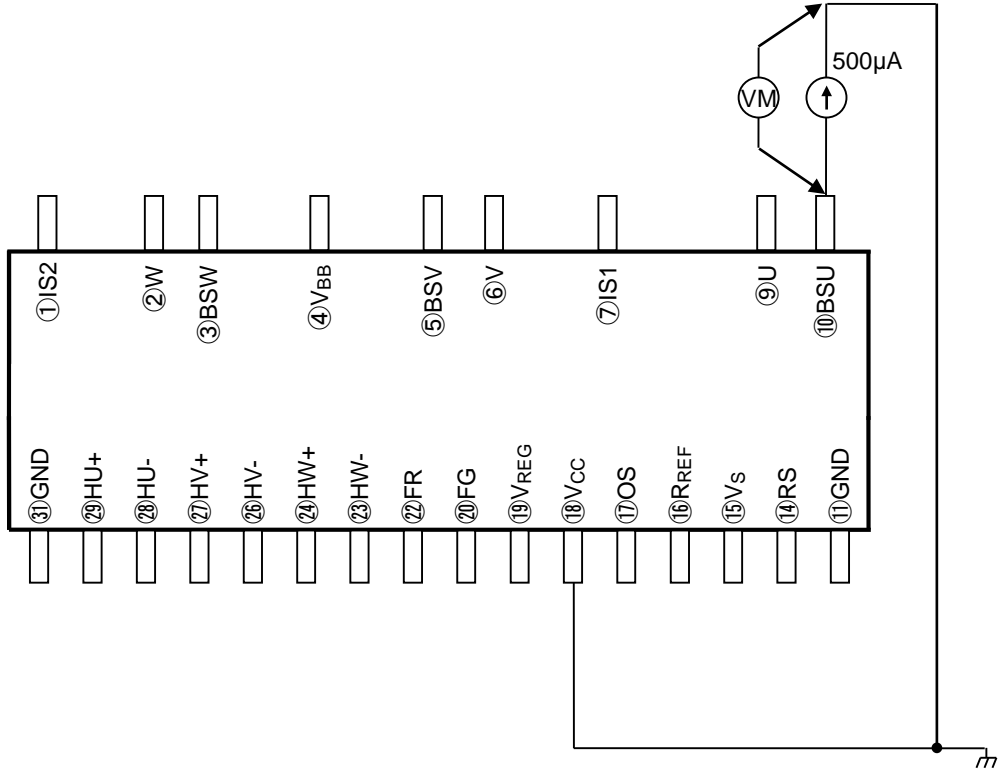 500μA
VM
①IS2
②W
③BSW
④VBB
⑤BSV
⑥V
⑦IS1
⑨U
⑩BSU
㉛GND
㉙HU+
㉘HU-
㉗HV+
㉖HV-
㉔HW+
㉓HW-
㉒FR
⑳FG
⑲VREG
⑱VCC
⑰OS
⑯RREF
⑮VS
⑭RS
⑪GND